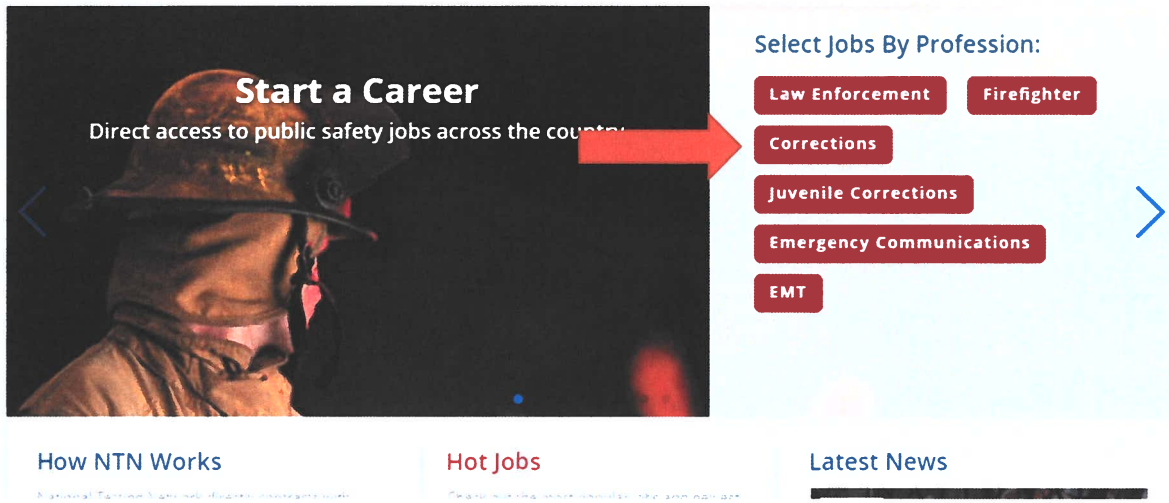 Start a Career
Direct access to public safety jobs across the country.
Select Jobs By Profession:
Law Enforcement
Firefighter
Corrections
Juvenile Corrections
Emergency Communications
EMT
How NTN Works
Hot Jobs
Latest News